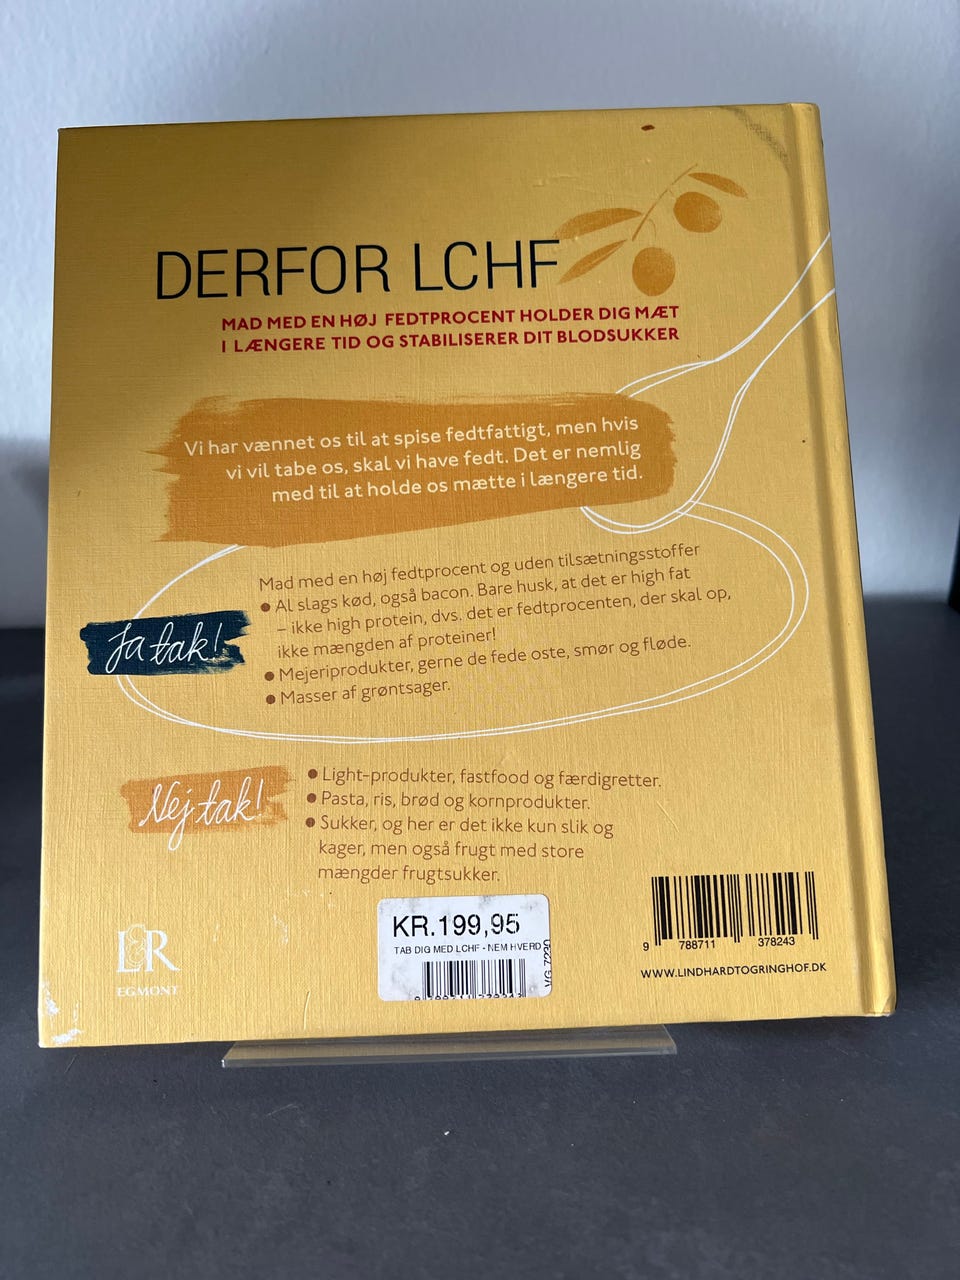 DERFOR LCHF
MAD MED EN HØJ FEDTPROCENT HOLDER DIG MÆT
I LÆNGERE TID OG STABILISERER DIT BLODSUKKER
Vi har vænnet os til at spise fedtfattigt, men hvis
vi vil tabe os, skal vi have fedt. Det er nemlig
med til at holde os mætte i længere tid.
Ja tak!
Mad med en høj fedtprocent og uden tilsætningsstoffer
● Al slags kød, også bacon. Bare husk, at det er high fat
– ikke high protein, dvs. det er fedtprocenten, der skal op,
ikke mængden af proteiner!
● Mejeriprodukter, gerne de fede oste, smør og fløde.
● Masser af grøntsager.
Nej tak!
● Light-produkter, fastfood og færdigretter.
● Pasta, ris, brød og kornprodukter.
● Sukker, og her er det ikke kun slik og
kager, men også frugt med store
mængder frugtsukker.
L&R
EGMONT
KR.199,95
TAB DIG MED LCHF - NEM HVERD
VG 7230
9 788711 378243
WWW.LINDHARDTOGRINGHOF.DK